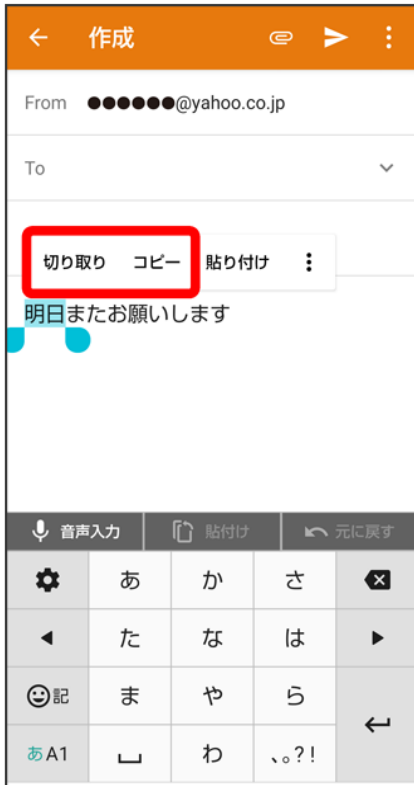 作成
From ●●●●●●@yahoo.co.jp
To
切り取り コピー 貼り付け
明日またお願いします
音声入力 貼付け 元に戻す
あ か さ
た な は
記 ま や ら
あA1 わ 、。?!